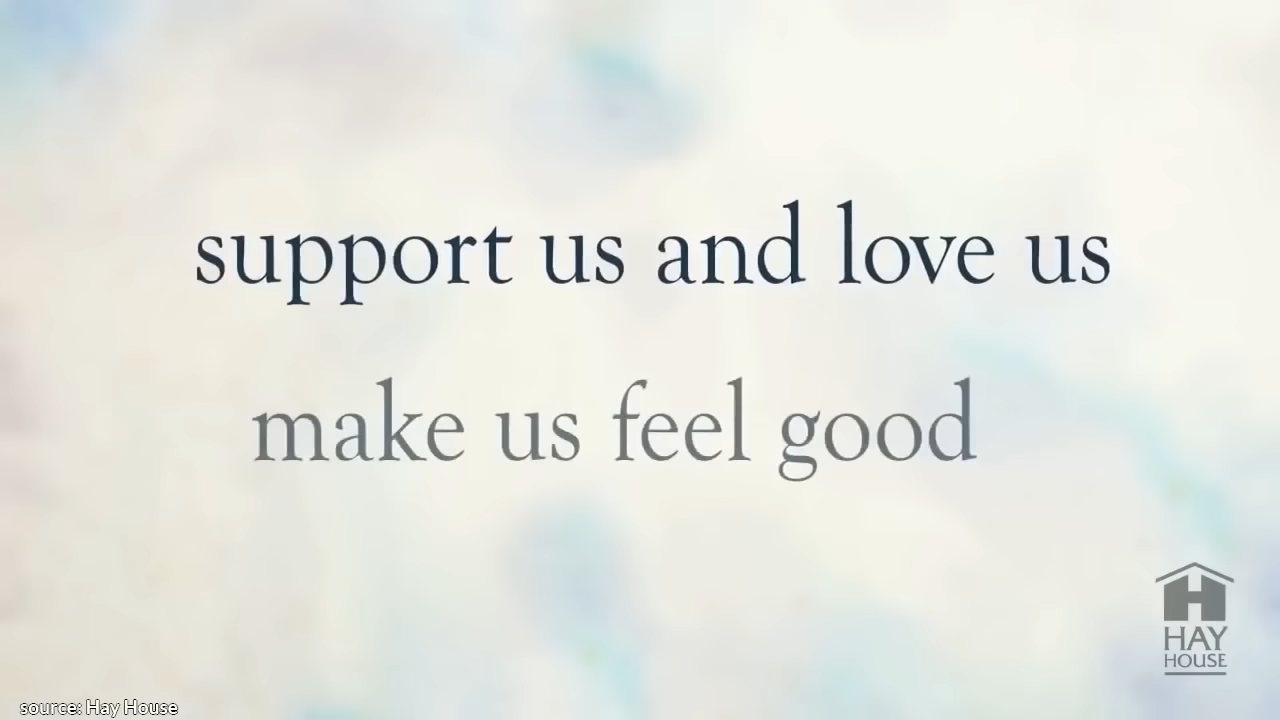 support us and love us
make us feel good
HAY
HOUSE
source: Hay House